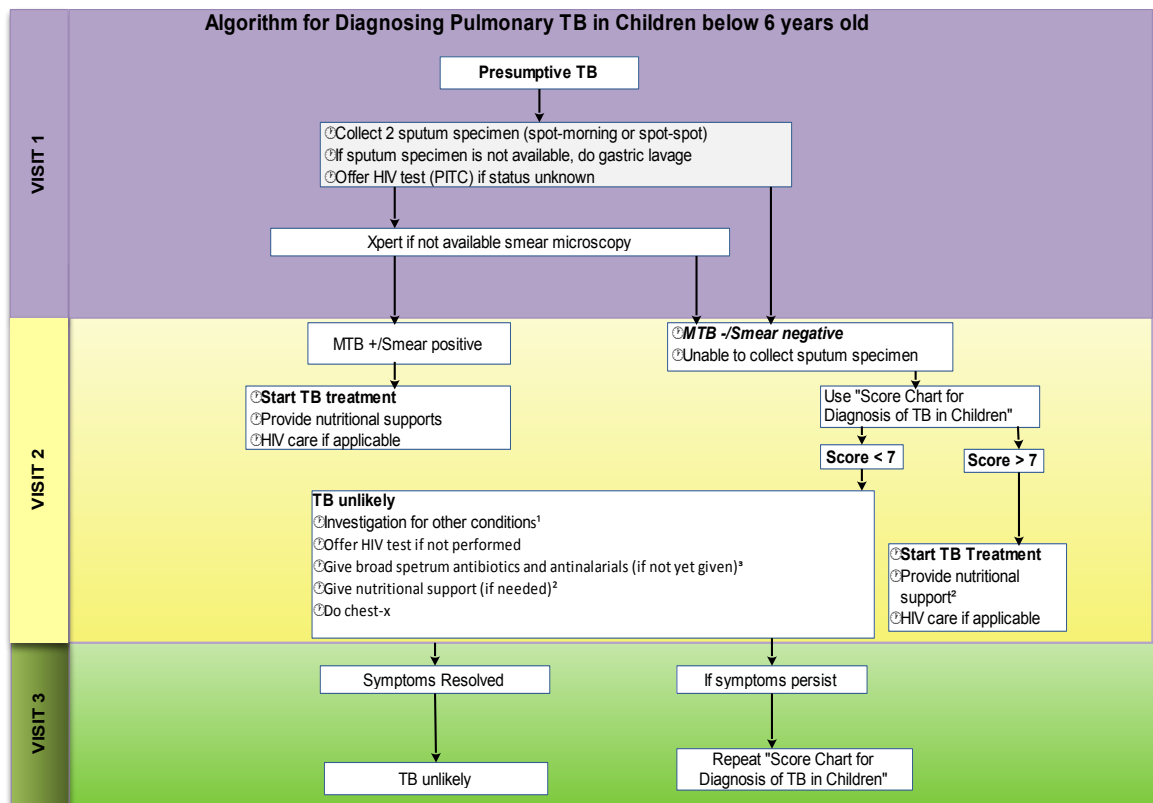 Algorithm for Diagnosing Pulmonary TB in Children below 6 years old
VISIT 1
Presumptive TB
Collect 2 sputum specimen (spot-morning or spot-spot)
If sputum specimen is not available, do gastric lavage
Offer HIV test (PITC) if status unknown
Xpert if not available smear microscopy
VISIT 2
MTB +/Smear positive
MTB -/Smear negative
Unable to collect sputum specimen
Start TB treatment
Provide nutritional supports
HIV care if applicable
Use "Score Chart for
Diagnosis of TB in Children"
Score < 7
Score > 7
TB unlikely
Investigation for other conditions¹
Offer HIV test if not performed
Give broad spetrum antibiotics and antinalarials (if not yet given)³
Give nutritional support (if needed)²
Do chest-x
Start TB Treatment
Provide nutritional
support²
HIV care if applicable
VISIT 3
Symptoms Resolved
If symptoms persist
TB unlikely
Repeat "Score Chart for
Diagnosis of TB in Children"